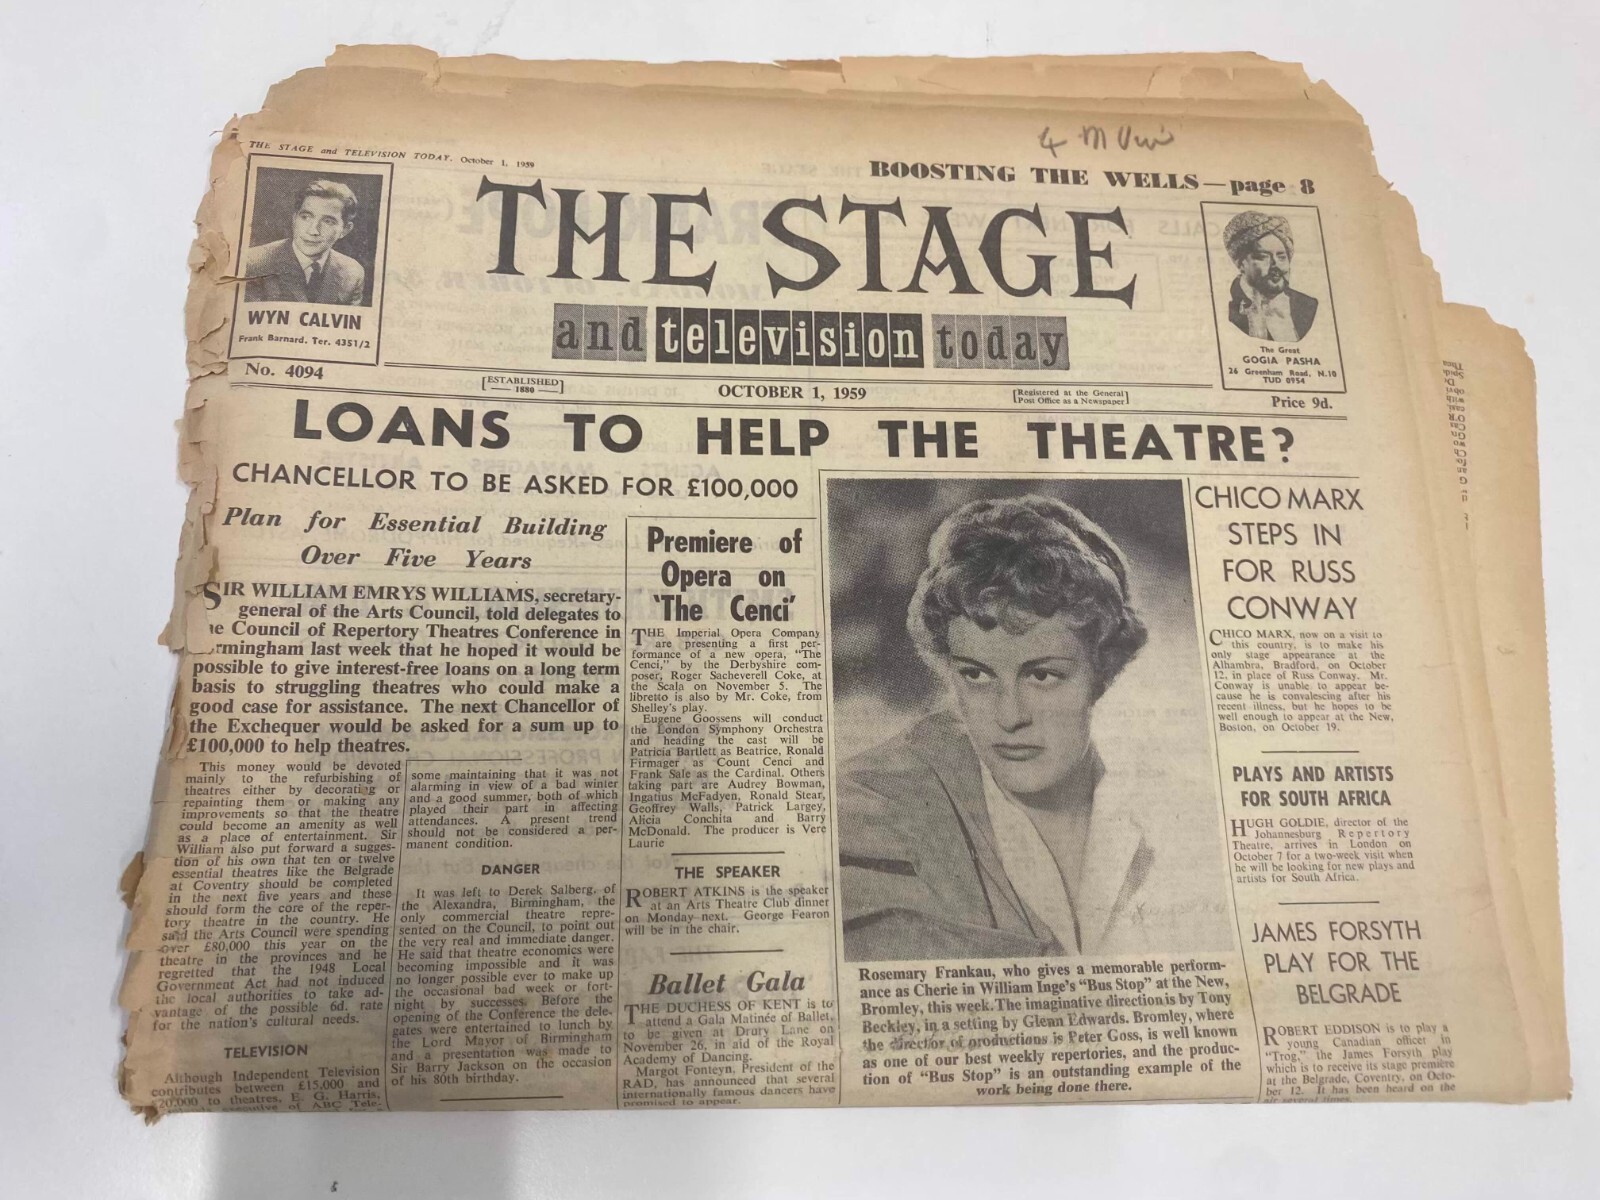 THE STAGE and TELEVISION TODAY. October 1, 1959
BOOSTING THE WELLS—page 8
THE STAGE
and television today
WYN CALVIN
Frank Barnard. Ter. 4351/2
The Great
GOGIA PASHA
26 Greenham Road, N.10
TUD 0954
No. 4094
[ESTABLISHED 1880]
OCTOBER 1, 1959
[Registered at the General
Post Office as a Newspaper]
Price 9d.
LOANS TO HELP THE THEATRE?
CHANCELLOR TO BE ASKED FOR £100,000
Plan for Essential Building
Over Five Years
SIR WILLIAM EMRYS WILLIAMS, secretary-
general of the Arts Council, told delegates to
Council of Repertory Theatres Conference in
rmingham last week that he hoped it would be
possible to give interest-free loans on a long term
basis to struggling theatres who could make a
good case for assistance. The next Chancellor of
the Exchequer would be asked for a sum up to
£100,000 to help theatres.
This money would be devoted
mainly to the refurbishing of
theatres either by decorating or
repainting them or making any
improvements so that the theatre
could become an amenity as well
as a place of entertainment. Sir
William also put forward a sugges-
tion of his own that ten or twelve
essential theatres like the Belgrade
at Coventry should be completed
in the next five years and these
should form the core of the reper-
tory theatre in the country. He
said the Arts Council were spending
over £80,000 this year on the
theatre in the provinces and he
regretted that the 1948 Local
Government Act had not induced
the local authorities to take ad-
vantage of the possible 6d. rate
for the nation's cultural needs.
TELEVISION
Although Independent Television
contributes between £15,000 and
20,000 to theatres, E. G. Harris,
executive of ABC Tele-
some maintaining that it was not
alarming in view of a bad winter
and a good summer, both of which
played their part in affecting
attendances. A present trend
should not be considered a per-
manent condition.
DANGER
It was left to Derek Salberg, of
the Alexandra, Birmingham, the
only commercial theatre repre-
sented on the Council, to point out
the very real and immediate danger.
He said that theatre economics were
becoming impossible and it was
no longer possible ever to make up
the occasional bad week or fort-
night by successes. Before the
opening of the Conference the dele-
gates were entertained to lunch by
the Lord Mayor of Birmingham
and a presentation was made to
Sir Barry Jackson on the occasion
of his 80th birthday.
Premiere of
Opera on
'The Cenci'
THE Imperial Opera Company
are presenting a first per-
formance of a new opera, "The
Cenci," by the Derbyshire com-
poser, Roger Sacheverell Coke, at
the Scala on November 5. The
libretto is also by Mr. Coke, from
Shelley's play.
Eugene Goossens will conduct
the London Symphony Orchestra
and heading the cast will be
Patricia Bartlett as Beatrice, Ronald
Firmager as Count Cenci and
Frank Sale as the Cardinal. Others
taking part are Audrey Bowman,
Ingatius McFadyen, Ronald Stear,
Geoffrey Walls, Patrick Largey,
Alicia Conchita and Barry
McDonald. The producer is Vere
Laurie
THE SPEAKER
ROBERT ATKINS is the speaker
at an Arts Theatre Club dinner
on Monday next. George Fearon
will be in the chair.
Ballet Gala
THE DUCHESS OF KENT is to
attend a Gala Matinée of Ballet,
to be given at Drury Lane on
November 26, in aid of the Royal
Academy of Dancing.
Margot Fonteyn, President of the
RAD, has announced that several
internationally famous dancers have
promised to appear.
Rosemary Frankau, who gives a memorable perform-
ance as Cherie in William Inge's "Bus Stop" at the New,
Bromley, this week. The imaginative direction is by Tony
Beckley, in a setting by Glenn Edwards. Bromley, where
the director of productions is Peter Goss, is well known
as one of our best weekly repertories, and the produc-
tion of "Bus Stop" is an outstanding example of the
work being done there.
CHICO MARX
STEPS IN
FOR RUSS
CONWAY
CHICO MARX, now on a visit to
this country, is to make his
only stage appearance at the
Alhambra, Bradford, on October
12, in place of Russ Conway. Mr.
Conway is unable to appear be-
cause he is convalescing after his
recent illness, but he hopes to be
well enough to appear at the New,
Boston, on October 19.
PLAYS AND ARTISTS
FOR SOUTH AFRICA
HUGH GOLDIE, director of the
Johannesburg Repertory
Theatre, arrives in London on
October 7 for a two-week visit when
he will be looking for new plays and
artists for South Africa.
JAMES FORSYTH
PLAY FOR THE
BELGRADE
ROBERT EDDISON is to play a
young Canadian officer in
"Trog," the James Forsyth play
which is to receive its stage premiere
at the Belgrade, Coventry, on Octo-
ber 12. It has been heard on the
air several times.